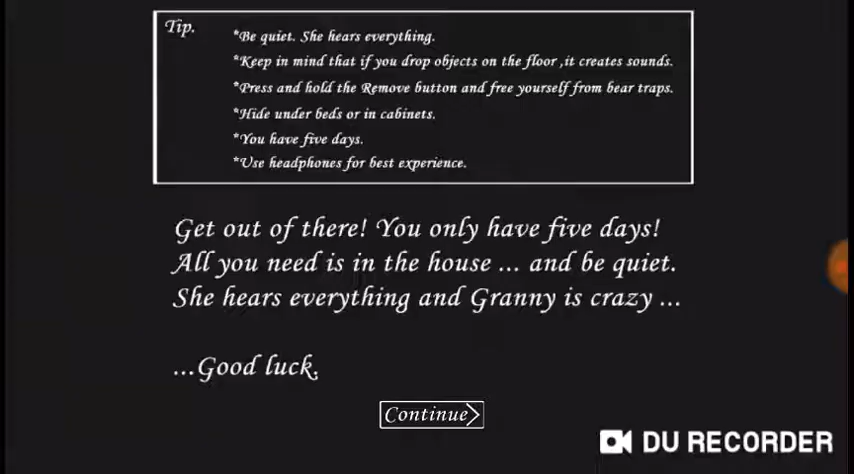 Tip.
*Be quiet. She hears everything.
*Keep in mind that if you drop objects on the floor ,it creates sounds.
*Press and hold the Remove button and free yourself from bear traps.
*Hide under beds or in cabinets.
*You have five days.
*Use headphones for best experience.
Get out of there! You only have five days!
All you need is in the house ... and be quiet.
She hears everything and Granny is crazy ...
...Good luck.
Continue>
DU RECORDER